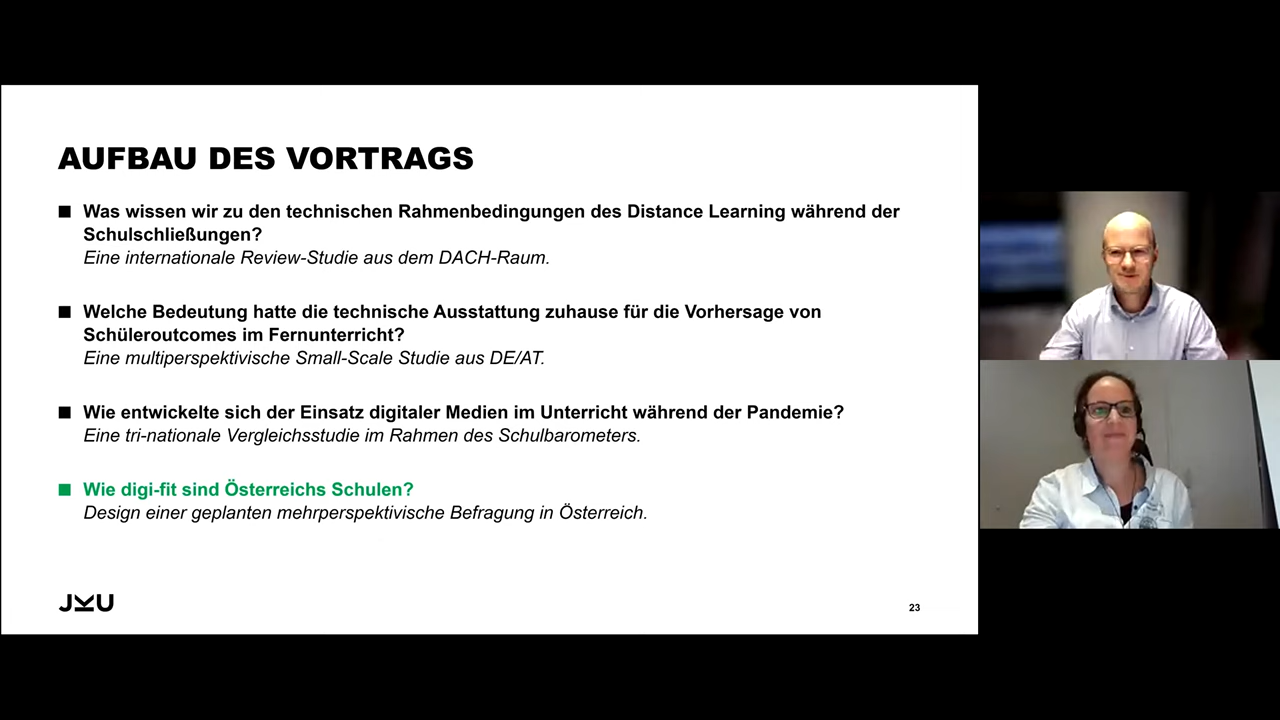 AUFBAU DES VORTRAGS
■ Was wissen wir zu den technischen Rahmenbedingungen des Distance Learning während der
Schulschließungen?
Eine internationale Review-Studie aus dem DACH-Raum.
■ Welche Bedeutung hatte die technische Ausstattung zuhause für die Vorhersage von
Schüleroutcomes im Fernunterricht?
Eine multiperspektivische Small-Scale Studie aus DE/AT.
■ Wie entwickelte sich der Einsatz digitaler Medien im Unterricht während der Pandemie?
Eine tri-nationale Vergleichsstudie im Rahmen des Schulbarometers.
■ Wie digi-fit sind Österreichs Schulen?
Design einer geplanten mehrperspektivische Befragung in Österreich.
JKU
23